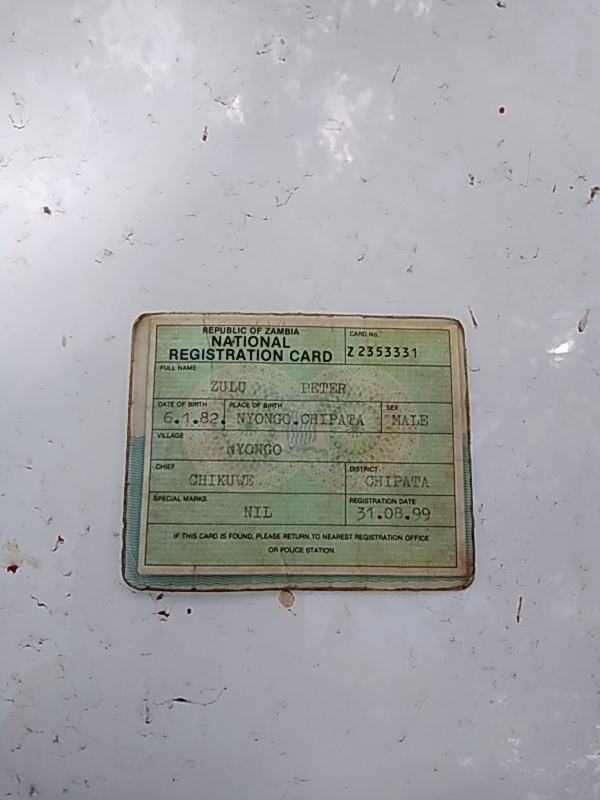 REPUBLIC OF ZAMBIA
NATIONAL
REGISTRATION CARD
CARD No.
Z 2353331
FULL NAME
ZULU PETER
DATE OF BIRTH
6.1.82.
PLACE OF BIRTH
NYONGO.CHIPATA
SEX
MALE
VILLAGE
NYONGO
CHIEF
CHIKUWE
DISTRICT
CHIPATA
SPECIAL MARKS
NIL
REGISTRATION DATE
31.08.99
IF THIS CARD IS FOUND, PLEASE RETURN TO NEAREST REGISTRATION OFFICE
OR POLICE STATION